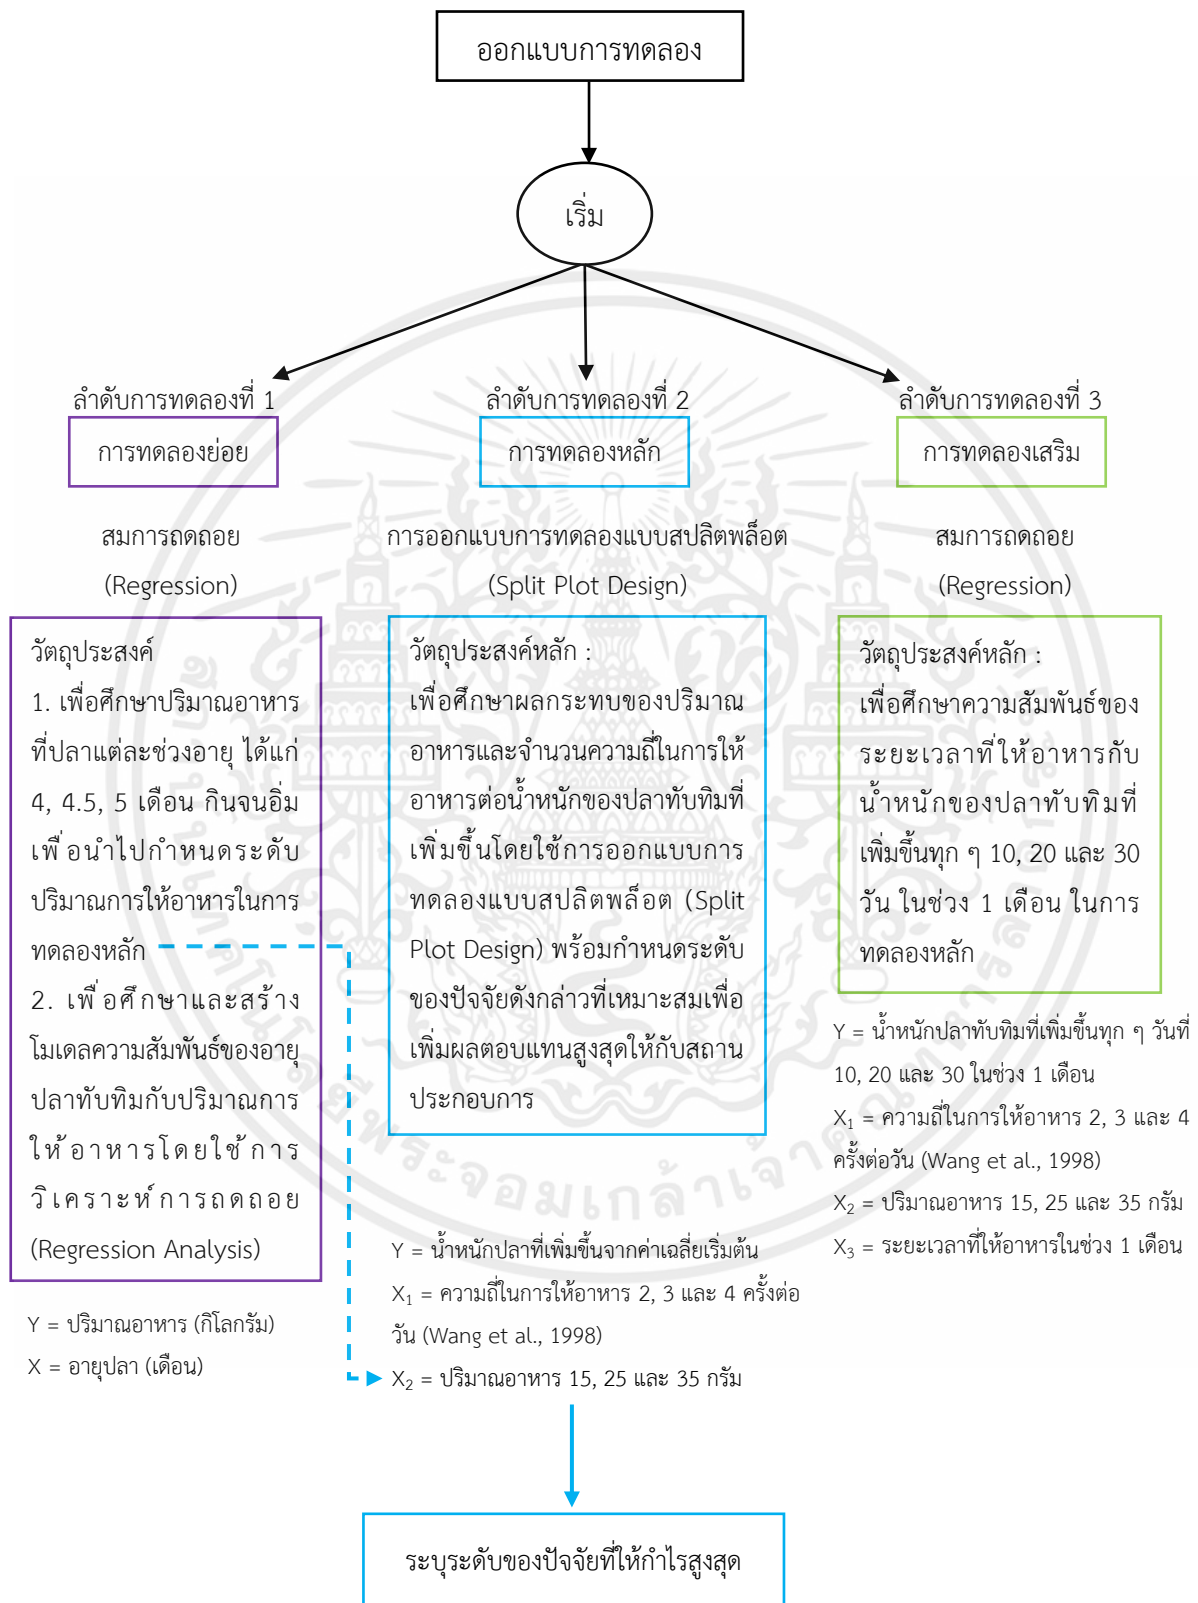 ออกแบบการทดลอง
เริ่ม
ลำดับการทดลองที่ 1
การทดลองย่อย
สมการถดถอย
(Regression)
วัตถุประสงค์
1. เพื่อศึกษาปริมาณอาหาร
ที่ปลาแต่ละช่วงอายุ ได้แก่
4, 4.5, 5 เดือน กินจนอิ่ม
เพื่อนำไปกำหนดระดับ
ปริมาณการให้อาหารในการ
ทดลองหลัก
2. เพื่อศึกษาและสร้าง
โมเดลความสัมพันธ์ของอายุ
ปลาทับทิมกับปริมาณการ
ให้อาหารโดยใช้การ
วิเคราะห์การถดถอย
(Regression Analysis)
Y = ปริมาณอาหาร (กิโลกรัม)
X = อายุปลา (เดือน)
ลำดับการทดลองที่ 2
การทดลองหลัก
การออกแบบการทดลองแบบสปลิตพล็อต
(Split Plot Design)
วัตถุประสงค์หลัก :
เพื่อศึกษาผลกระทบของปริมาณ
อาหารและจำนวนความถี่ในการให้
อาหารต่อน้ำหนักของปลาทับทิมที่
เพิ่มขึ้นโดยใช้การออกแบบการ
ทดลองแบบสปลิตพล็อต (Split
Plot Design) พร้อมกำหนดระดับ
ของปัจจัยดังกล่าวที่เหมาะสมเพื่อ
เพิ่มผลตอบแทนสูงสุดให้กับสถาน
ประกอบการ
Y = น้ำหนักปลาที่เพิ่มขึ้นจากค่าเฉลี่ยเริ่มต้น
X₁ = ความถี่ในการให้อาหาร 2, 3 และ 4 ครั้งต่อ
วัน (Wang et al., 1998)
X₂ = ปริมาณอาหาร 15, 25 และ 35 กรัม
ระบุระดับของปัจจัยที่ให้กำไรสูงสุด
ลำดับการทดลองที่ 3
การทดลองเสริม
สมการถดถอย
(Regression)
วัตถุประสงค์หลัก :
เพื่อศึกษาความสัมพันธ์ของ
ระยะเวลาที่ให้อาหารกับ
น้ำหนักของปลาทับทิมที่
เพิ่มขึ้นทุก ๆ 10, 20 และ 30
วัน ในช่วง 1 เดือน ในการ
ทดลองหลัก
Y = น้ำหนักปลาทับทิมที่เพิ่มขึ้นทุก ๆ วันที่
10, 20 และ 30 ในช่วง 1 เดือน
X₁ = ความถี่ในการให้อาหาร 2, 3 และ 4
ครั้งต่อวัน (Wang et al., 1998)
X₂ = ปริมาณอาหาร 15, 25 และ 35 กรัม
X₃ = ระยะเวลาที่ให้อาหารในช่วง 1 เดือน
สถาบันเทคโนโลยีพระจอมเกล้าเจ้าคุณทหารลาดกระบัง